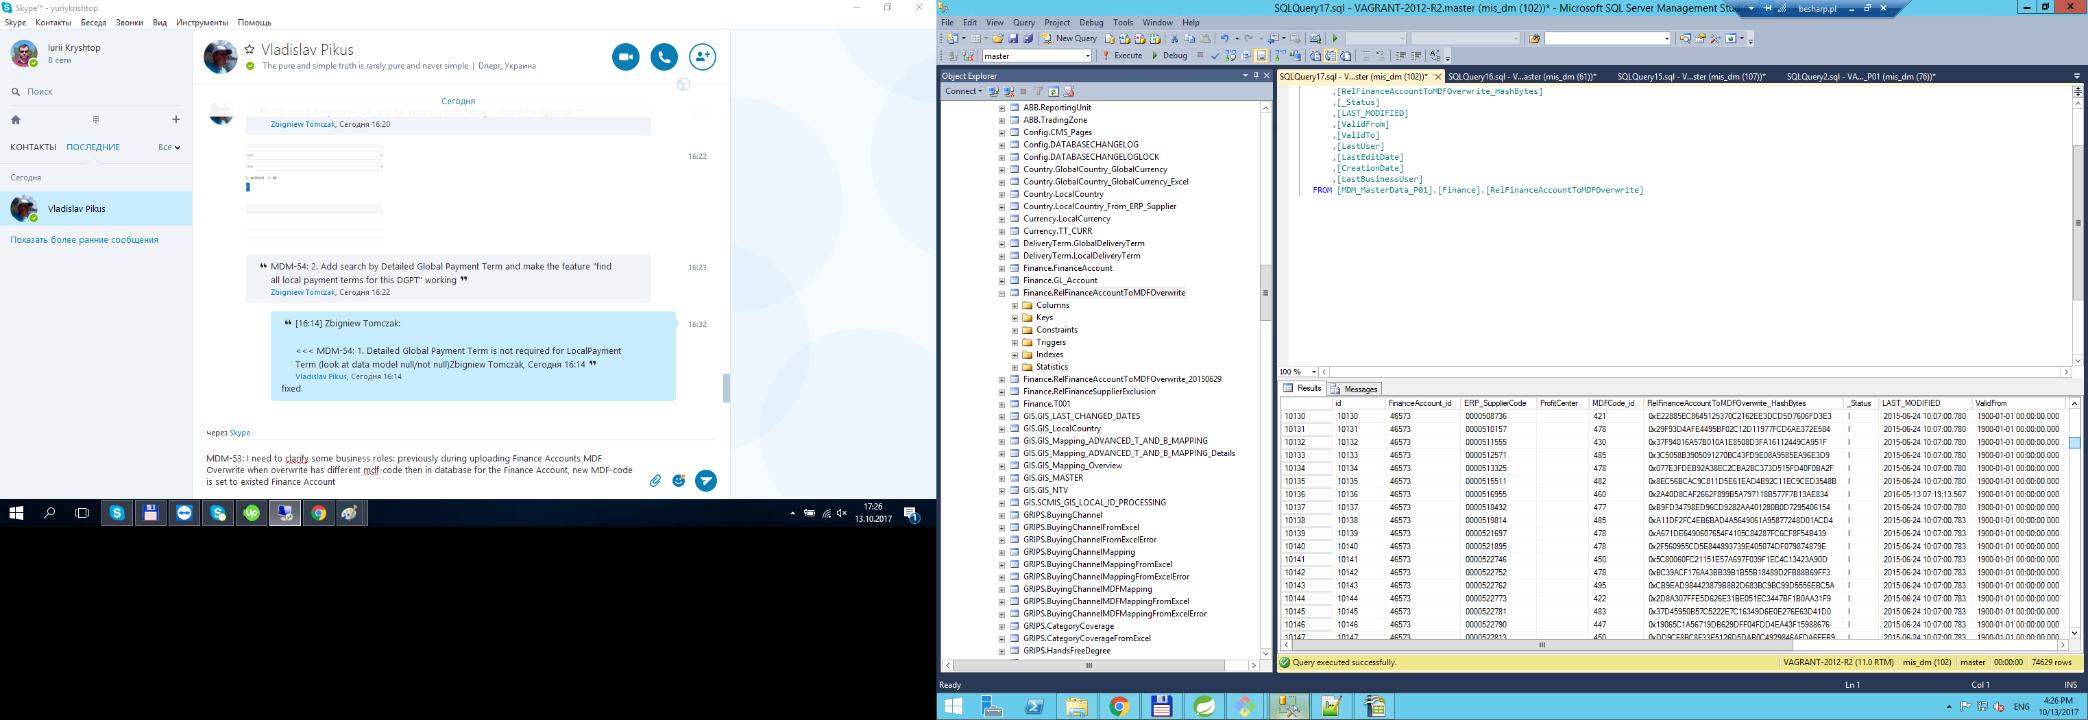 Skype™ - yuriykrishtop
Skype Контакты Беседа Звонки Вид Инструменты Помощь
Iurii Kryshtop
В сети
Поиск
КОНТАКТЫ ПОСЛЕДНИЕ Все
Сегодня
Vladislav Pikus
Показать более ранние сообщения
Vladislav Pikus
The pure and simple truth is rarely pure and never simple | Dnepr, Украина
Сегодня
Zbigniew Tomczak, Сегодня 16:20
16:22
❝ MDM-54: 2. Add search by Detailed Global Payment Term and make the feature "find
all local payment terms for this DGPT" working ❞
Zbigniew Tomczak, Сегодня 16:22
16:23
❝ [16:14] Zbigniew Tomczak:
<<< MDM-54: 1. Detailed Global Payment Term is not required for LocalPayment
Term (look at data model null/not null)Zbigniew Tomczak, Сегодня 16:14 ❞
Vladislav Pikus, Сегодня 16:14
fixed
16:32
через Skype
MDM-53: I need to clarify some business roles: previously during uploading Finance Accounts MDF
Overwrite when overwrite has different mdf-code then in database for the Finance Account, new MDF-code
is set to existed Finance Account
17:26
13.10.2017
SQLQuery17.sql - VAGRANT-2012-R2.master (mis_dm (102))* - Microsoft SQL Server Management
besharp.pl
File Edit View Query Project Debug Tools Window Help
New Query
master Execute Debug
Object Explorer
Connect
ABB.ReportingUnit
ABB.TradingZone
Config.CMS_Pages
Config.DATABASECHANGELOG
Config.DATABASECHANGELOGLOCK
Country.GlobalCountry_GlobalCurrency
Country.GlobalCountry_GlobalCurrency_Excel
Country.LocalCountry
Country.LocalCountry_From_ERP_Supplier
Currency.LocalCurrency
Currency.TT_CURR
DeliveryTerm.GlobalDeliveryTerm
DeliveryTerm.LocalDeliveryTerm
Finance.FinanceAccount
Finance.GL_Account
Finance.RelFinanceAccountToMDFOverwrite
Columns
Keys
Constraints
Triggers
Indexes
Statistics
Finance.RelFinanceAccountToMDFOverwrite_20150629
Finance.RelFinanceSupplierExclusion
Finance.T001
GIS.GIS_LAST_CHANGED_DATES
GIS.GIS_LocalCountry
GIS.GIS_Mapping_ADVANCED_T_AND_B_MAPPING
GIS.GIS_Mapping_ADVANCED_T_AND_B_MAPPING_Details
GIS.GIS_Mapping_Overview
GIS.GIS_MASTER
GIS.GIS_NTV
GIS.SCMIS_GIS_LOCAL_ID_PROCESSING
GRIPS.BuyingChannel
GRIPS.BuyingChannelFromExcel
GRIPS.BuyingChannelFromExcelError
GRIPS.BuyingChannelMapping
GRIPS.BuyingChannelMappingFromExcel
GRIPS.BuyingChannelMappingFromExcelError
GRIPS.BuyingChannelMDFMapping
GRIPS.BuyingChannelMDFMappingFromExcel
GRIPS.BuyingChannelMDFMappingFromExcelError
GRIPS.CategoryCoverage
GRIPS.CategoryCoverageFromExcel
GRIPS.HandsFreeDegree
SQLQuery17.sql - V...ster (mis_dm (102))* SQLQuery16.sql - V...aster (mis_dm (61))* SQLQuery15.sql - V...ster (mis_dm (107))* SQLQuery2.sql - VA..._P01 (mis_dm (76))*
,[RelFinanceAccountToMDFOverwrite_HashBytes]
,[_Status]
,[LAST_MODIFIED]
,[ValidFrom]
,[ValidTo]
,[LastUser]
,[LastEditDate]
,[CreationDate]
,[LastBusinessUser]
FROM [MDM_MasterData_P01].[Finance].[RelFinanceAccountToMDFOverwrite]
100 %
Results Messages
id FinanceAccount_id ERP_SupplierCode ProfitCenter MDFCode_id RelFinanceAccountToMDFOverwrite_HashBytes _Status LAST_MODIFIED ValidFrom
10130 10130 46573 0000508736 421 0xE22885EC8645125370C2162EE3DCD5D7606FD3E3 I 2015-06-24 10:07:00.780 1900-01-01 00:00:00.000
10131 10131 46573 0000510157 478 0x29F93D4AFE4495BF02C12D11977FCD6AE372E584 I 2015-06-24 10:07:00.780 1900-01-01 00:00:00.000
10132 10132 46573 0000511555 430 0x37F94016A57B010A1E8508D3FA16112449CA951F I 2015-06-24 10:07:00.780 1900-01-01 00:00:00.000
10133 10133 46573 0000512571 485 0x3C5058B3905091270BC43FD9E08A9585EA96E3D9 I 2015-06-24 10:07:00.780 1900-01-01 00:00:00.000
10134 10134 46573 0000513325 478 0x077E3FDEB92A38EC2CBA2BC373D515FD40F0BA2F I 2015-06-24 10:07:00.780 1900-01-01 00:00:00.000
10135 10135 46573 0000515511 482 0x8EC56BCAC9C811D5E61EAD4B92C11EC9CED3548B I 2015-06-24 10:07:00.780 1900-01-01 00:00:00.000
10136 10136 46573 0000516955 460 0x2A40D8CAF2662F899B5A797118B577F7B13AE834 I 2016-05-13 07:19:13.567 1900-01-01 00:00:00.000
10137 10137 46573 0000518432 477 0xB9FD34798ED96CD9282AA401280B0D7295406154 I 2015-06-24 10:07:00.780 1900-01-01 00:00:00.000
10138 10138 46573 0000519814 485 0xA11DF2FC4EB6BAD4A5649061A95877248D01ACD4 I 2015-06-24 10:07:00.783 1900-01-01 00:00:00.000
10139 10139 46573 0000521697 478 0xA671DE6490607654F4105C84287FC6CF8F54B439 I 2015-06-24 10:07:00.783 1900-01-01 00:00:00.000
10140 10140 46573 0000521895 478 0x2F560955CD5E844893739E405074DF079874879E I 2015-06-24 10:07:00.783 1900-01-01 00:00:00.000
10141 10141 46573 0000522746 450 0x5C80060FC21151E57A697F039F1EC4C13423A90D I 2015-06-24 10:07:00.783 1900-01-01 00:00:00.000
10142 10142 46573 0000522752 478 0xBC39ACF176A43BB39B1B55B18489D2FB88B69FF3 I 2015-06-24 10:07:00.783 1900-01-01 00:00:00.000
10143 10143 46573 0000522762 495 0xCB9EAD984423879B8B2D683BC9BC99D5556EBC5A I 2015-06-24 10:07:00.783 1900-01-01 00:00:00.000
10144 10144 46573 0000522773 422 0x2D8A307FFE5D626E31BE051EC3447BF1B0AA31F9 I 2015-06-24 10:07:00.783 1900-01-01 00:00:00.000
10145 10145 46573 0000522781 483 0x37D45950B57C5222E7C16349D6E0E276E63D41D0 I 2015-06-24 10:07:00.783 1900-01-01 00:00:00.000
10146 10146 46573 0000522790 447 0x19065C1A56719DB629DFF04FDD4EA43F15988676 I 2015-06-24 10:07:00.783 1900-01-01 00:00:00.000
10147 10147 46573 0000522813 450
Query executed successfully. VAGRANT-2012-R2 (11.0 RTM) mis_dm (102) master 00:00:00 74629 rows
Ready Ln 1 Col 1 INS
ENG
4:26 PM
10/13/2017